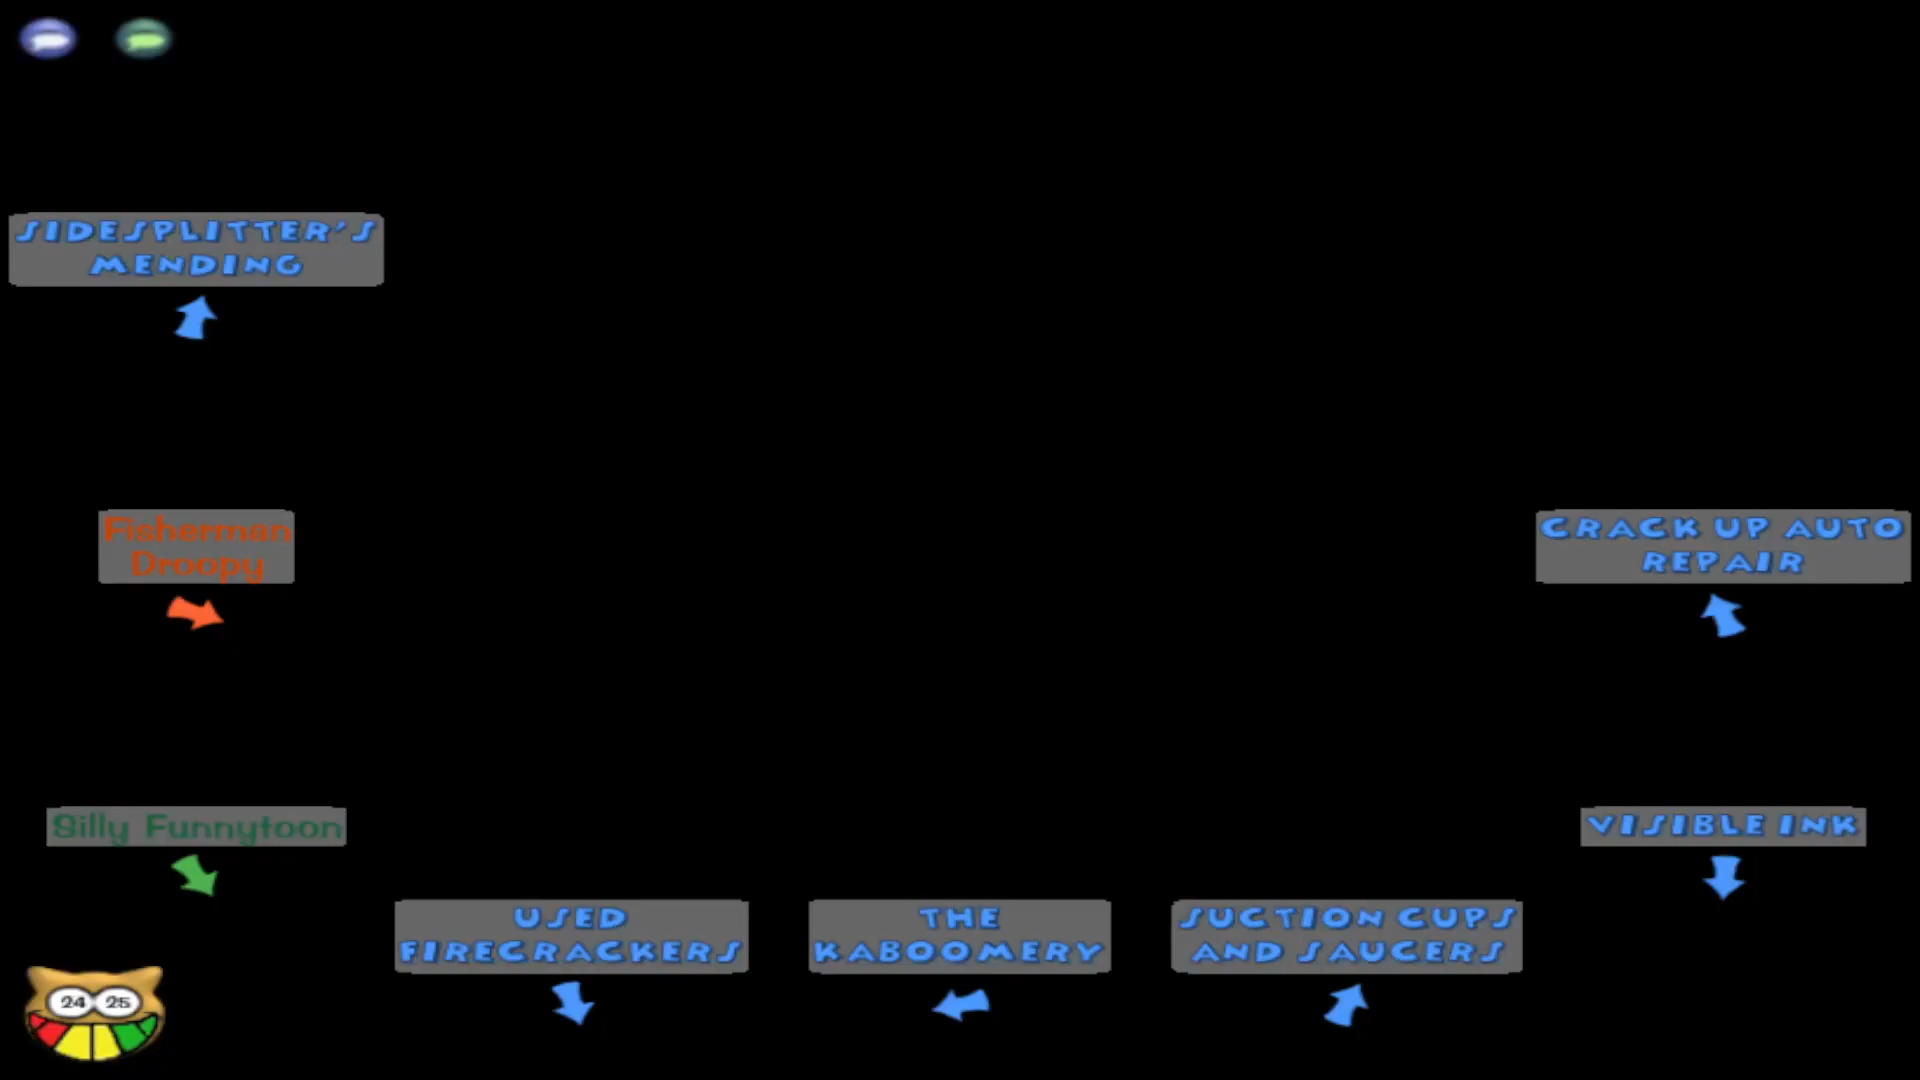 SIDESPLITTER'S
MENDING
Fisherman
Droopy
CRACK UP AUTO
REPAIR
Silly Funnytoon
VISIBLE INK
USED
FIRECRACKERS
THE
KABOOMERY
SUCTION CUPS
AND SAUCERS
24 25